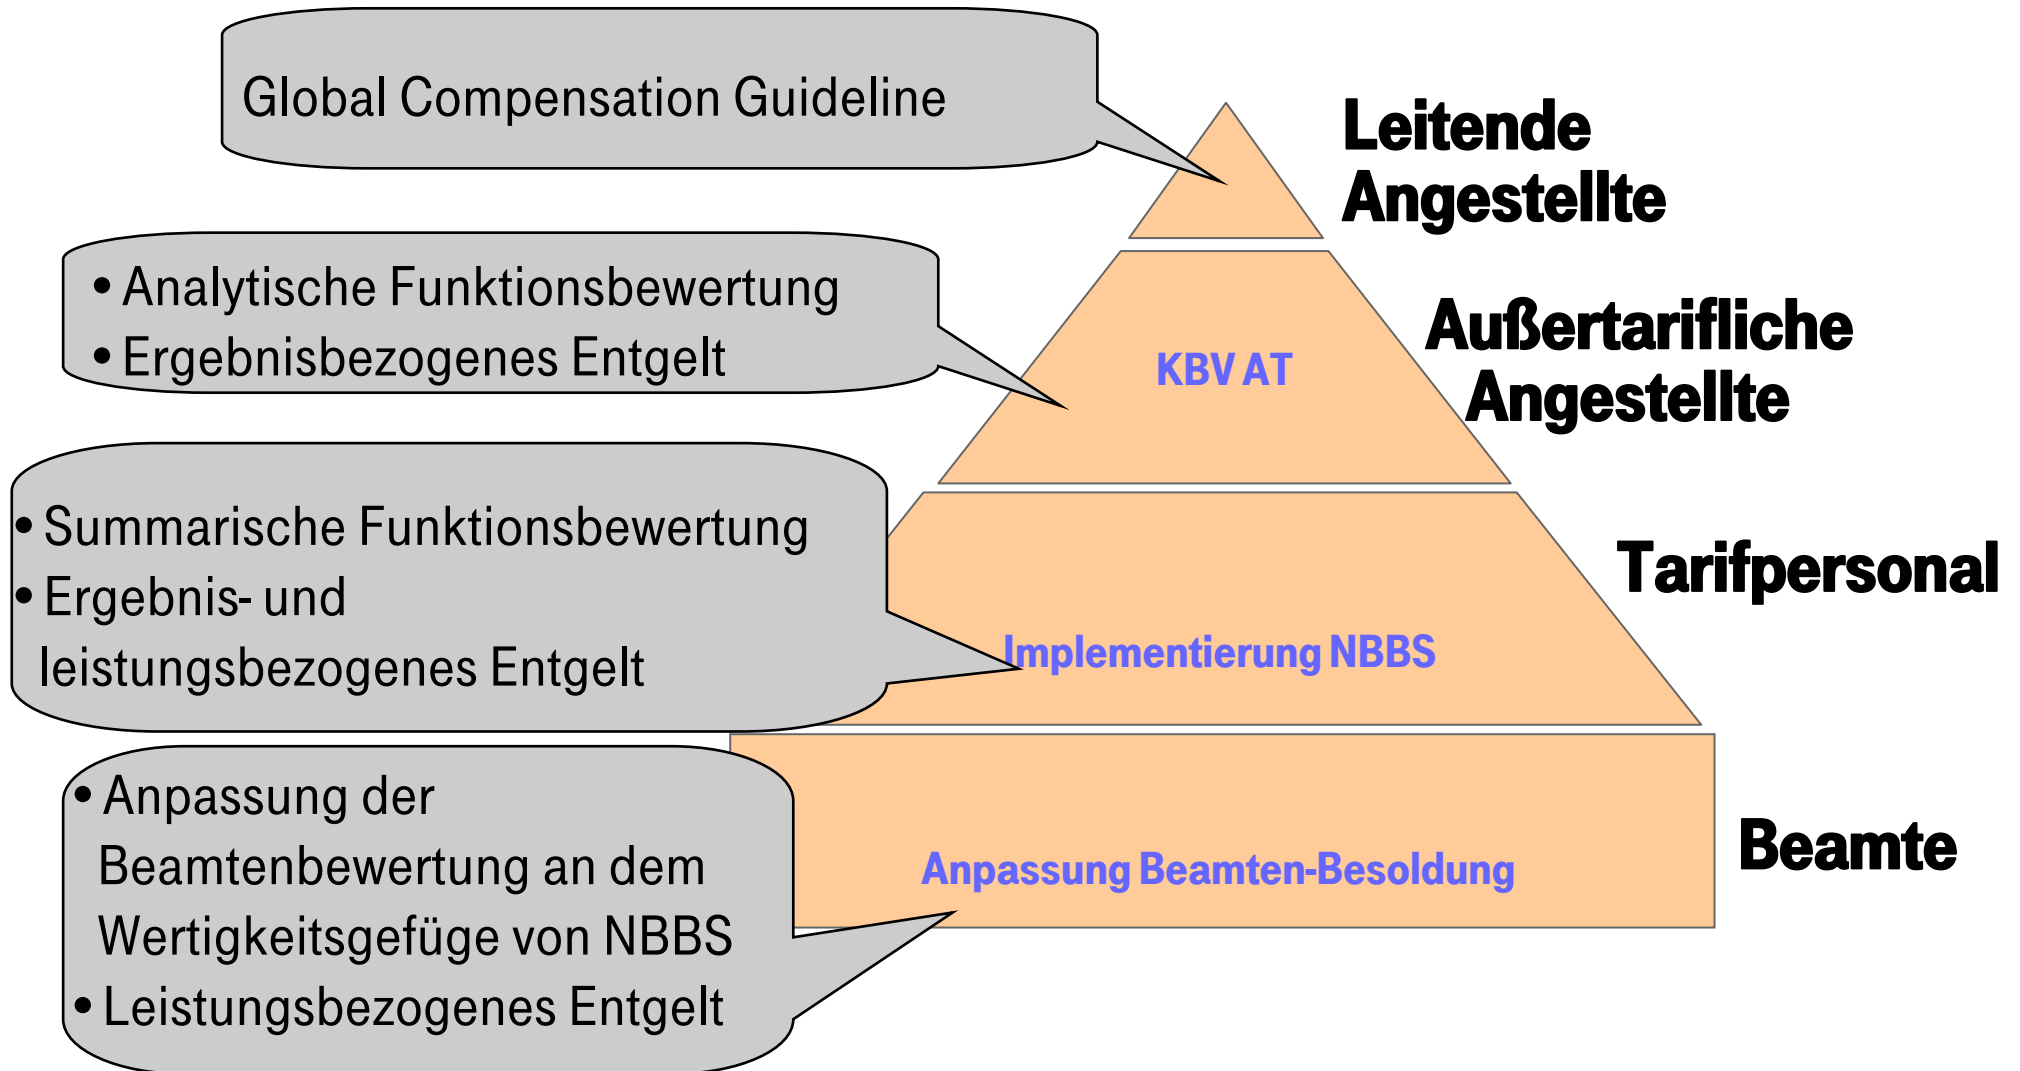 Global Compensation Guideline
Leitende
Angestellte
• Analytische Funktionsbewertung
• Ergebnisbezogenes Entgelt
KBV AT
Außertarifliche
Angestellte
• Summarische Funktionsbewertung
• Ergebnis- und
leistungsbezogenes Entgelt
Implementierung NBBS
Tarifpersonal
• Anpassung der
Beamtenbewertung an dem
Wertigkeitsgefüge von NBBS
• Leistungsbezogenes Entgelt
Anpassung Beamten-Besoldung
Beamte